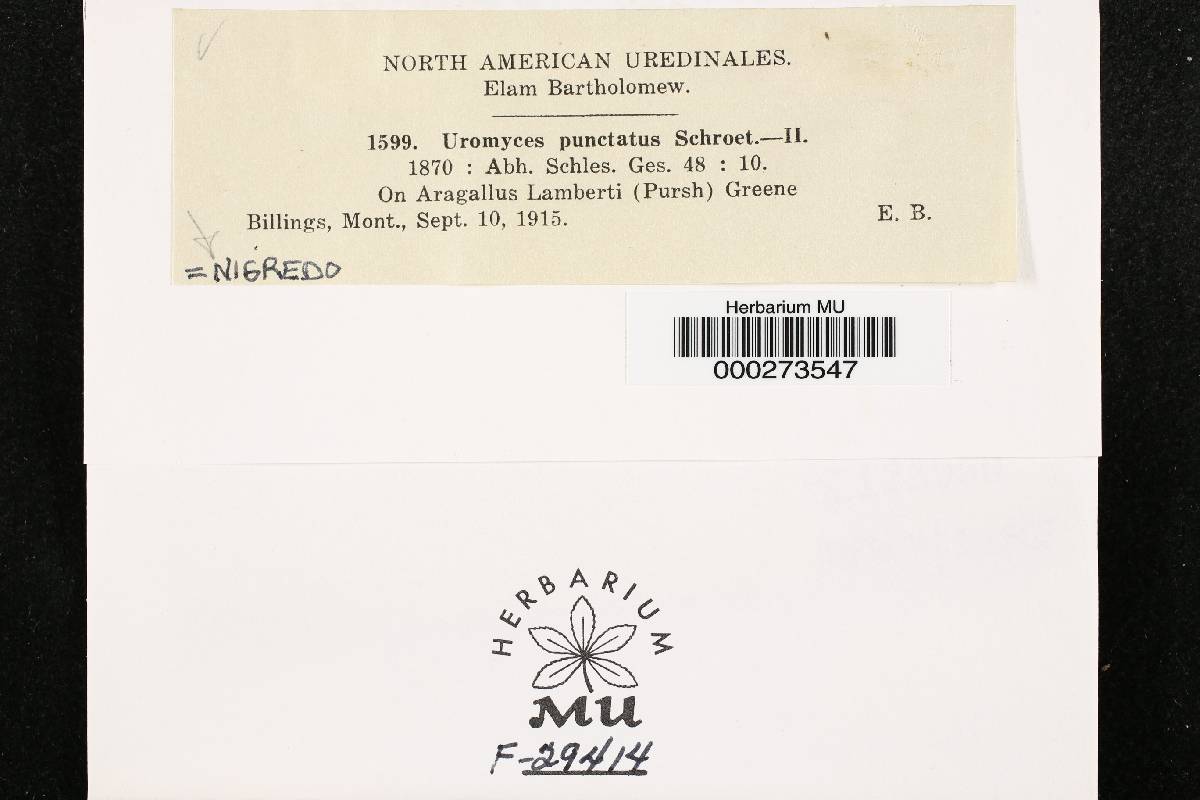 NORTH AMERICAN UREDINALES.
Elam Bartholomew.
1599. Uromyces punctatus Schroet.—II.
1870 : Abh. Schles. Ges. 48 : 10.
On Aragallus Lamberti (Pursh) Greene
Billings, Mont., Sept. 10, 1915. E. B.
= NIGREDO
Herbarium MU
000273547
HERBARIUM
MU
F-29414